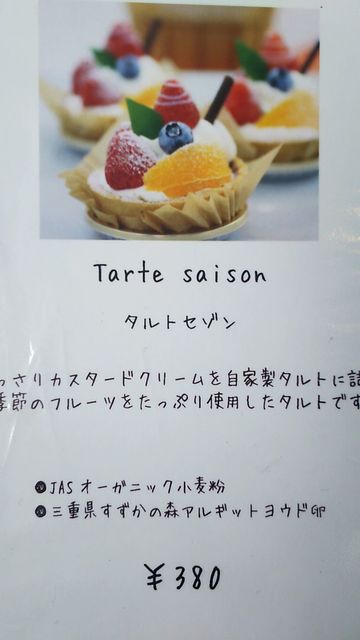 Tarte saison
タルトセゾン
っさりカスタードクリームを自家製タルトに詰
季節のフルーツをたっぷり使用したタルトです
●JASオーガニック小麦粉
●三重県すずかの森アルギットヨウドGP
¥380